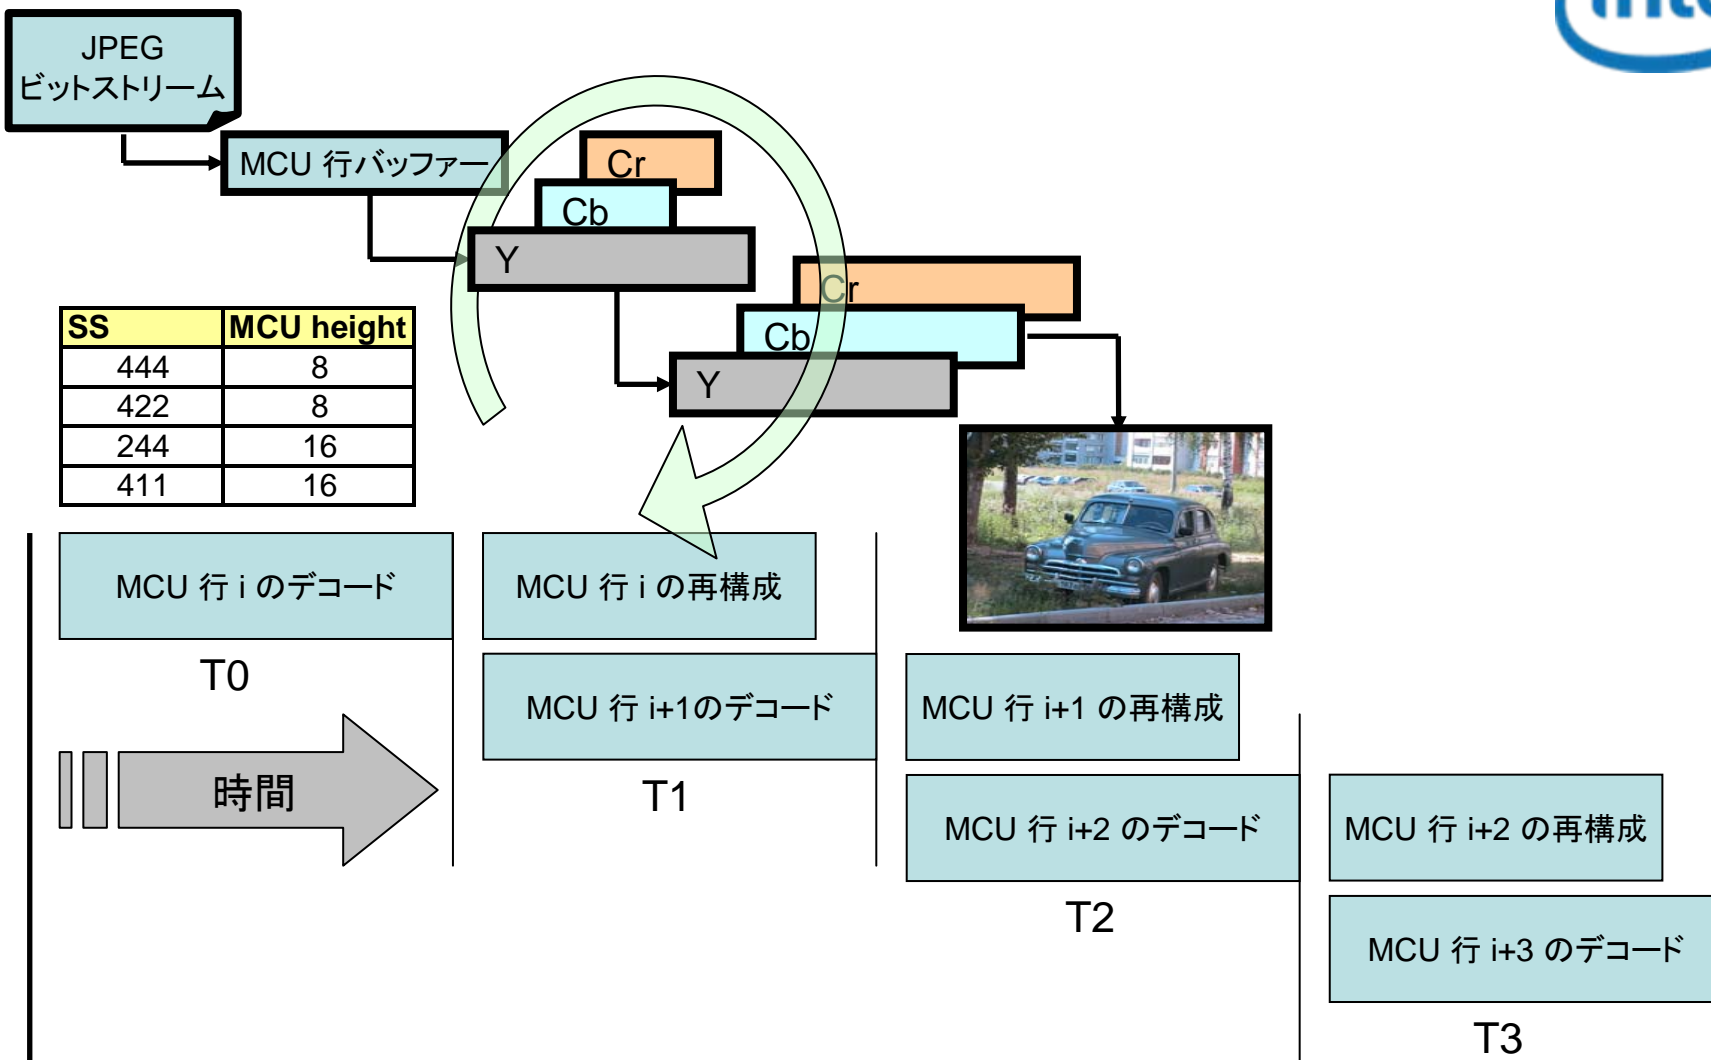 JPEG
ビットストリーム
MCU 行バッファー
Cr
Cb
Y
Cr
Cb
Y
SS MCU height
444 8
422 8
244 16
411 16
MCU 行 i のデコード
MCU 行 i の再構成
T0
MCU 行 i+1のデコード
MCU 行 i+1 の再構成
時間
T1
MCU 行 i+2 のデコード
MCU 行 i+2 の再構成
T2
MCU 行 i+3 のデコード
T3